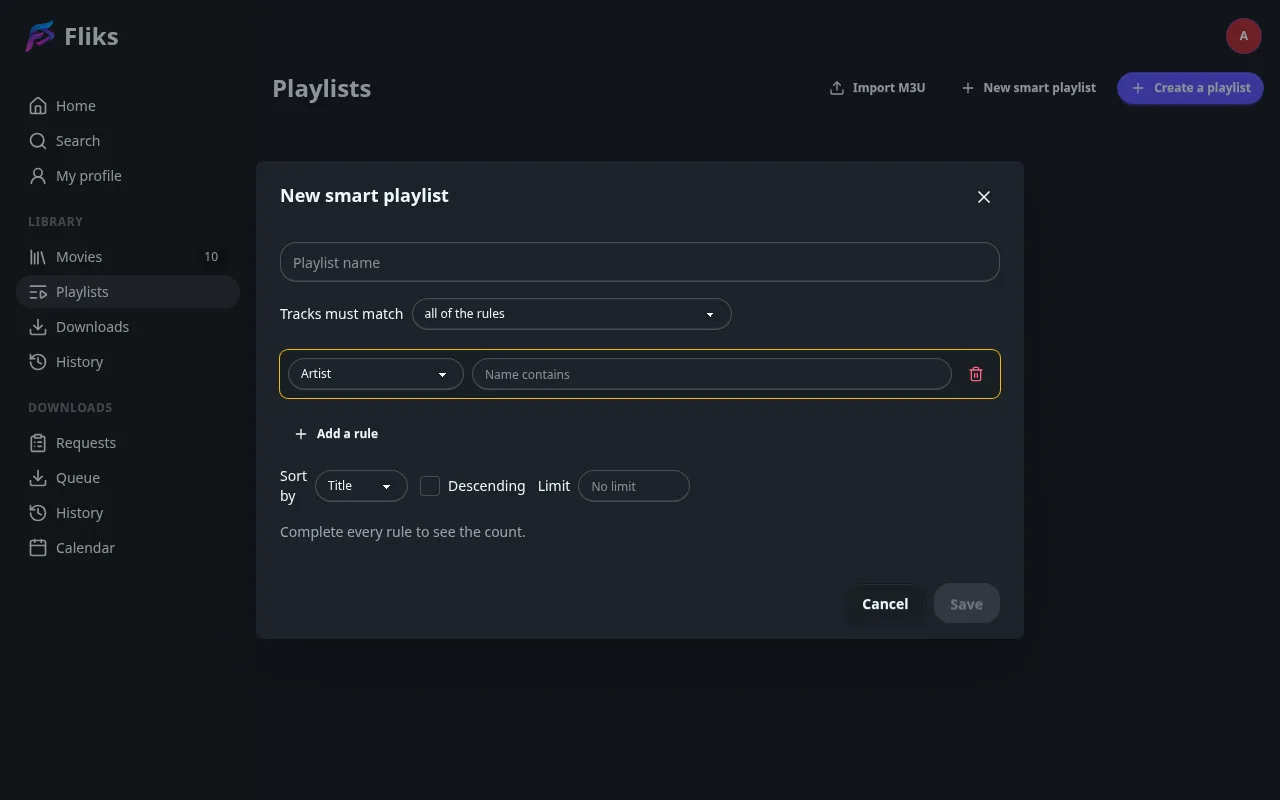 Fliks
A
Home
Search
My profile
LIBRARY
Movies 10
Playlists
Downloads
History
DOWNLOADS
Requests
Queue
History
Calendar
Playlists
Import M3U
New smart playlist
Create a playlist
New smart playlist
Playlist name
Tracks must match all of the rules
Artist Name contains
Add a rule
Sort by Title Descending Limit No limit
Complete every rule to see the count.
Cancel Save